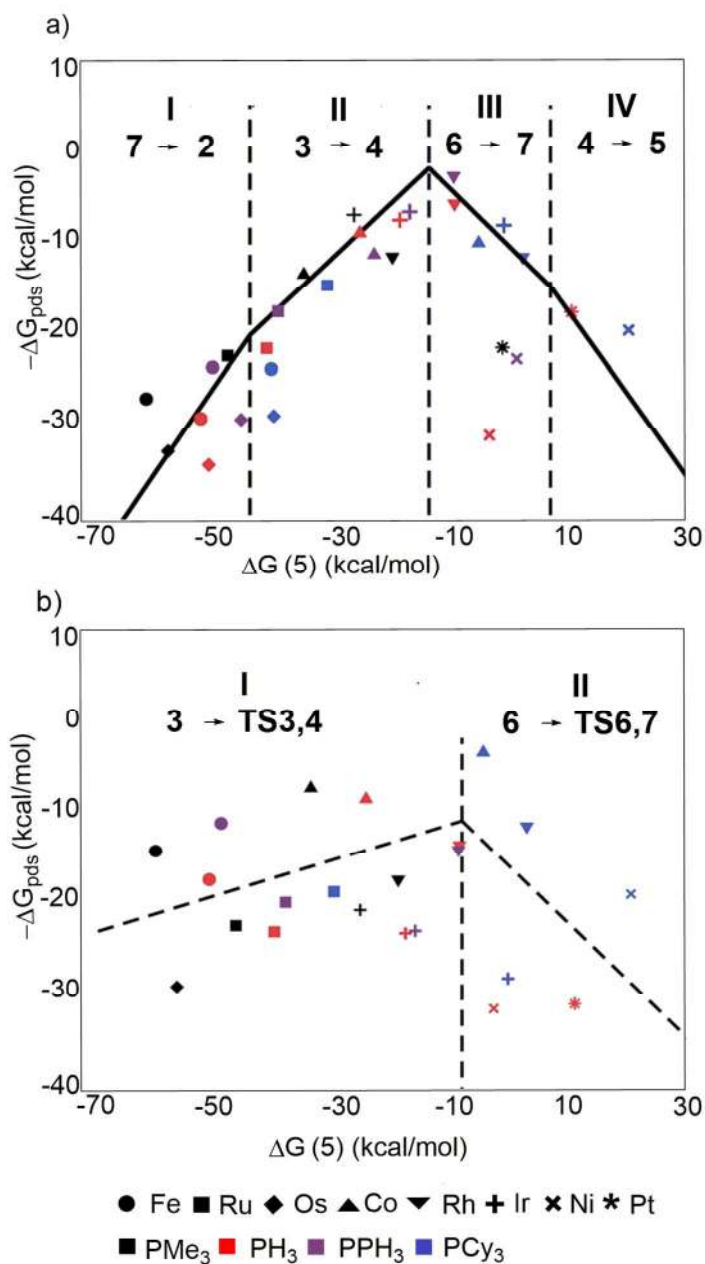 a)
10
I II III IV
0
7 → 2 3 → 4 6 → 7 4 → 5
-10
-20
-30
-40
-70 -50 -30 -10 10 30
−ΔG_pds (kcal/mol)
ΔG (5) (kcal/mol)
b)
10
I II
0
3 → TS3,4 6 → TS6,7
-10
-20
-30
-40
-70 -50 -30 -10 10 30
−ΔG_pds (kcal/mol)
ΔG (5) (kcal/mol)
Fe Ru Os Co Rh Ir Ni Pt
PMe₃ PH₃ PPH₃ PCy₃